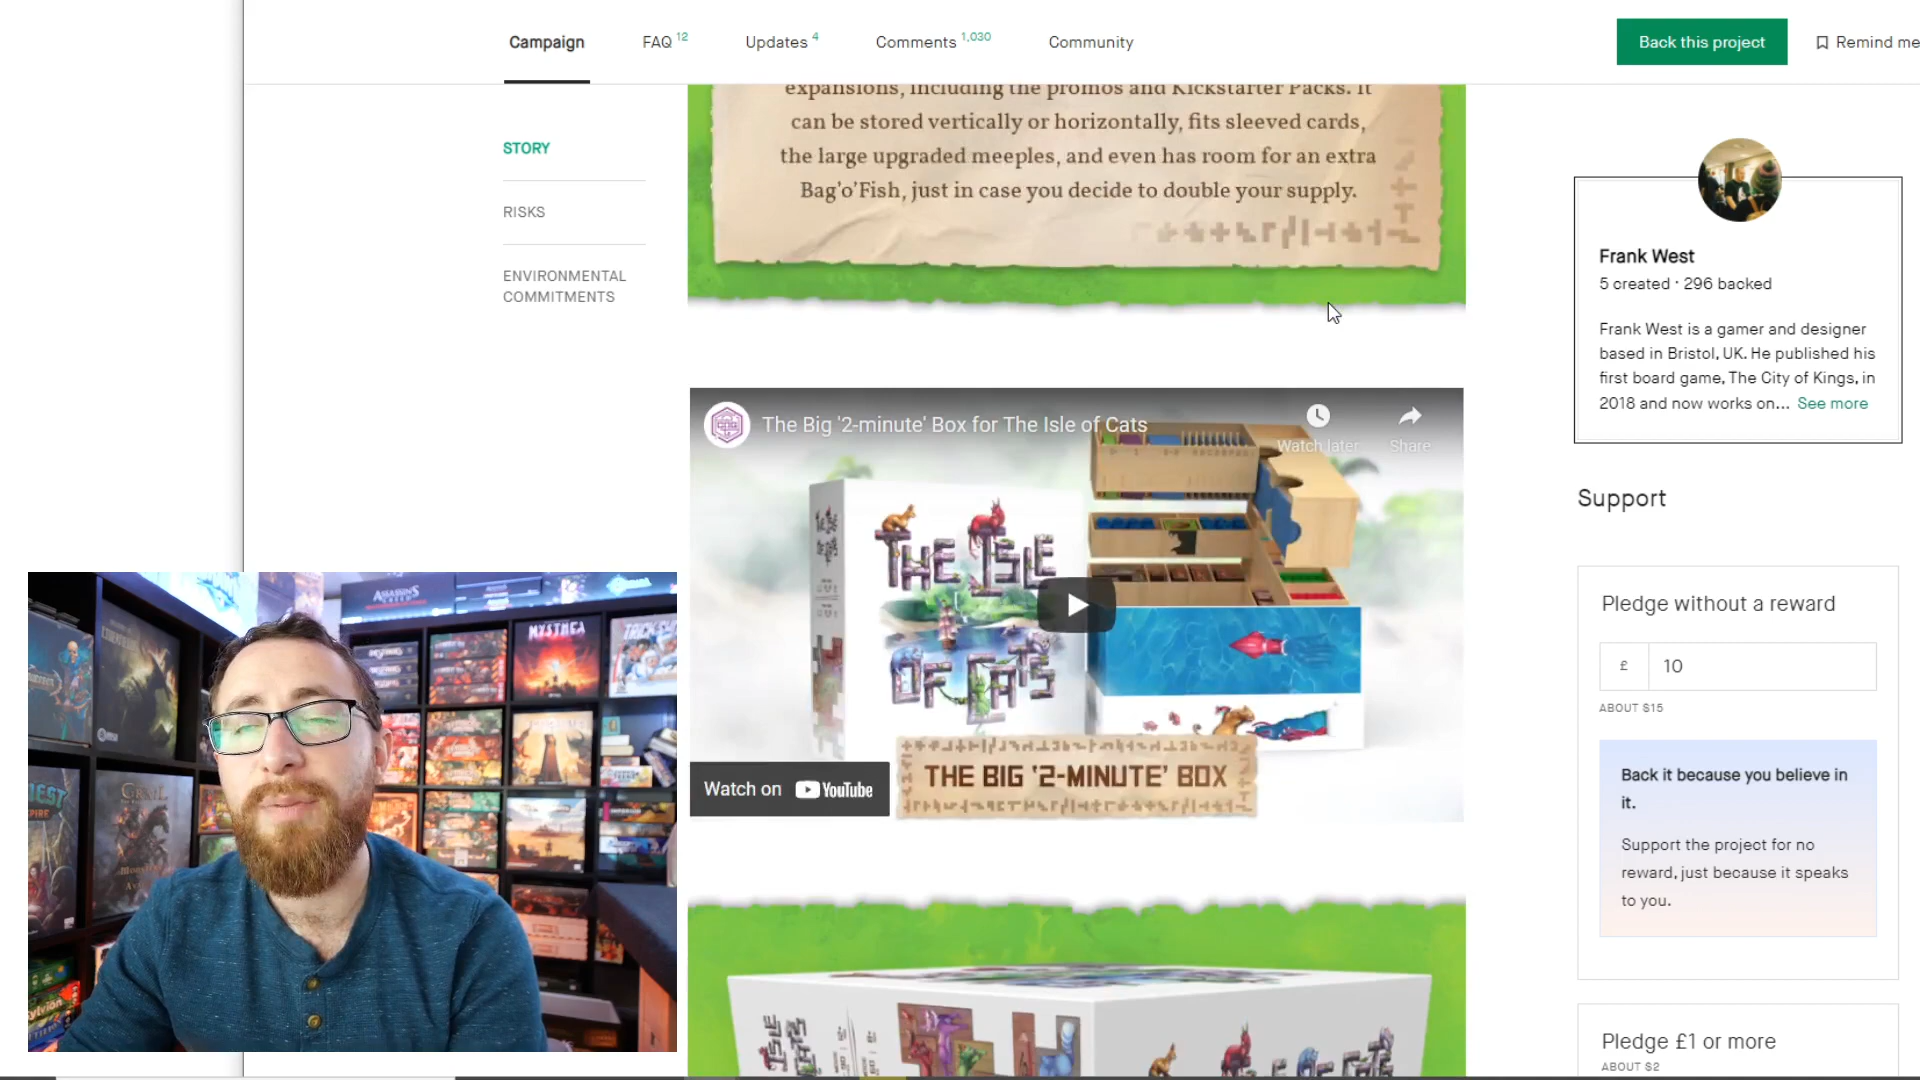 Campaign
FAQ 12
Updates 4
Comments 1,030
Community
Back this project
Remind me
STORY
RISKS
ENVIRONMENTAL
COMMITMENTS
expansions, including the promos and Kickstarter Packs. It
can be stored vertically or horizontally, fits sleeved cards,
the large upgraded meeples, and even has room for an extra
Bag'o'Fish, just in case you decide to double your supply.
Frank West
5 created · 296 backed
Frank West is a gamer and designer
based in Bristol, UK. He published his
first board game, The City of Kings, in
2018 and now works on... See more
The Big '2-minute' Box for The Isle of Cats
Watch later
Share
THE ISLE
OF CATS
Watch on YouTube
THE BIG '2-MINUTE' BOX
Support
Pledge without a reward
£ 10
ABOUT $15
Back it because you believe in
it.
Support the project for no
reward, just because it speaks
to you.
Pledge £1 or more
ABOUT $2
ASSASSIN'S
MYSTHEA